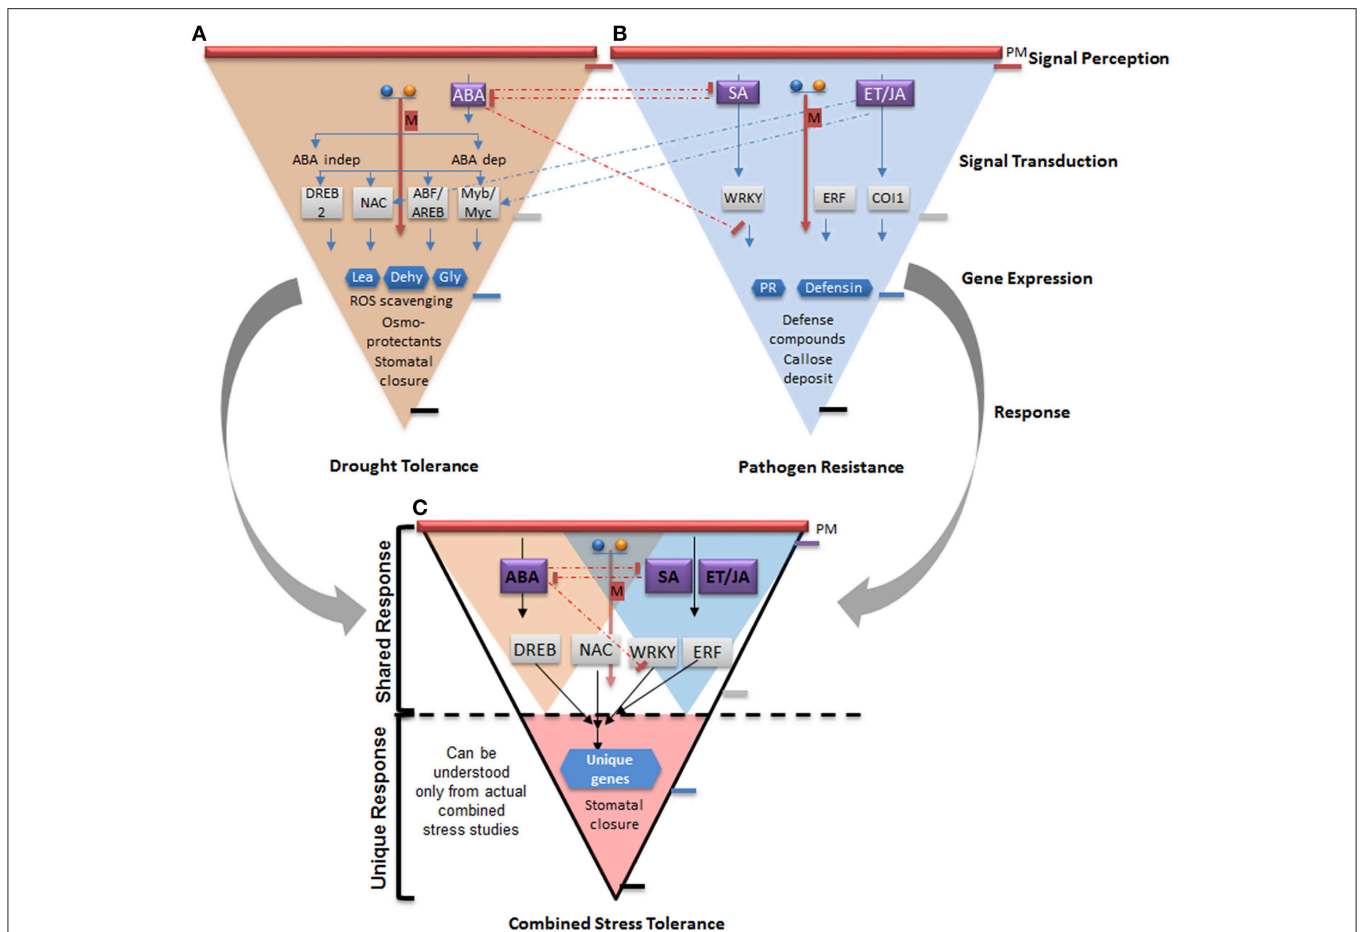 A
B
PM
Signal Perception
ABA
SA
ET/JA
M
M
ABA indep
ABA dep
Signal Transduction
DREB
2
NAC
ABF/
AREB
Myb/
Myc
WRKY
ERF
COI1
Lea
Dehy
Gly
PR
Defensin
Gene Expression
ROS scavenging
Osmo-
protectants
Stomatal
closure
Defense
compounds
Callose
deposit
Response
Drought Tolerance
Pathogen Resistance
C
PM
Shared Response
ABA
M
SA
ET/JA
DREB
NAC
WRKY
ERF
Unique Response
Can be
understood
only from actual
combined
stress studies
Unique
genes
Stomatal
closure
Combined Stress Tolerance